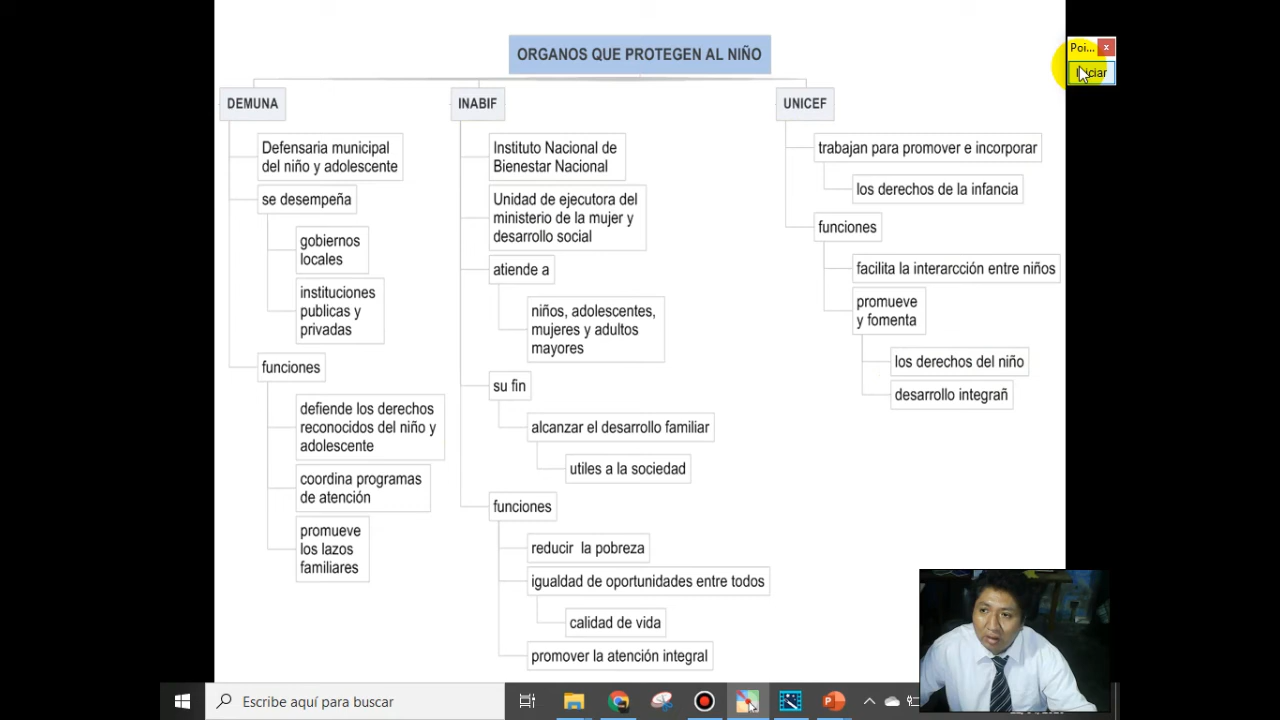 ORGANOS QUE PROTEGEN AL NIÑO
DEMUNA
Defensaria municipal
del niño y adolescente
se desempeña
gobiernos
locales
instituciones
publicas y
privadas
funciones
defiende los derechos
reconocidos del niño y
adolescente
coordina programas
de atención
promueve
los lazos
familiares
INABIF
Instituto Nacional de
Bienestar Nacional
Unidad de ejecutora del
ministerio de la mujer y
desarrollo social
atiende a
niños, adolescentes,
mujeres y adultos
mayores
su fin
alcanzar el desarrollo familiar
utiles a la sociedad
funciones
reducir la pobreza
igualdad de oportunidades entre todos
calidad de vida
promover la atención integral
UNICEF
trabajan para promover e incorporar
los derechos de la infancia
funciones
facilita la interarcción entre niños
promueve
y fomenta
los derechos del niño
desarrollo integrañ
Poi...
Escribe aquí para buscar